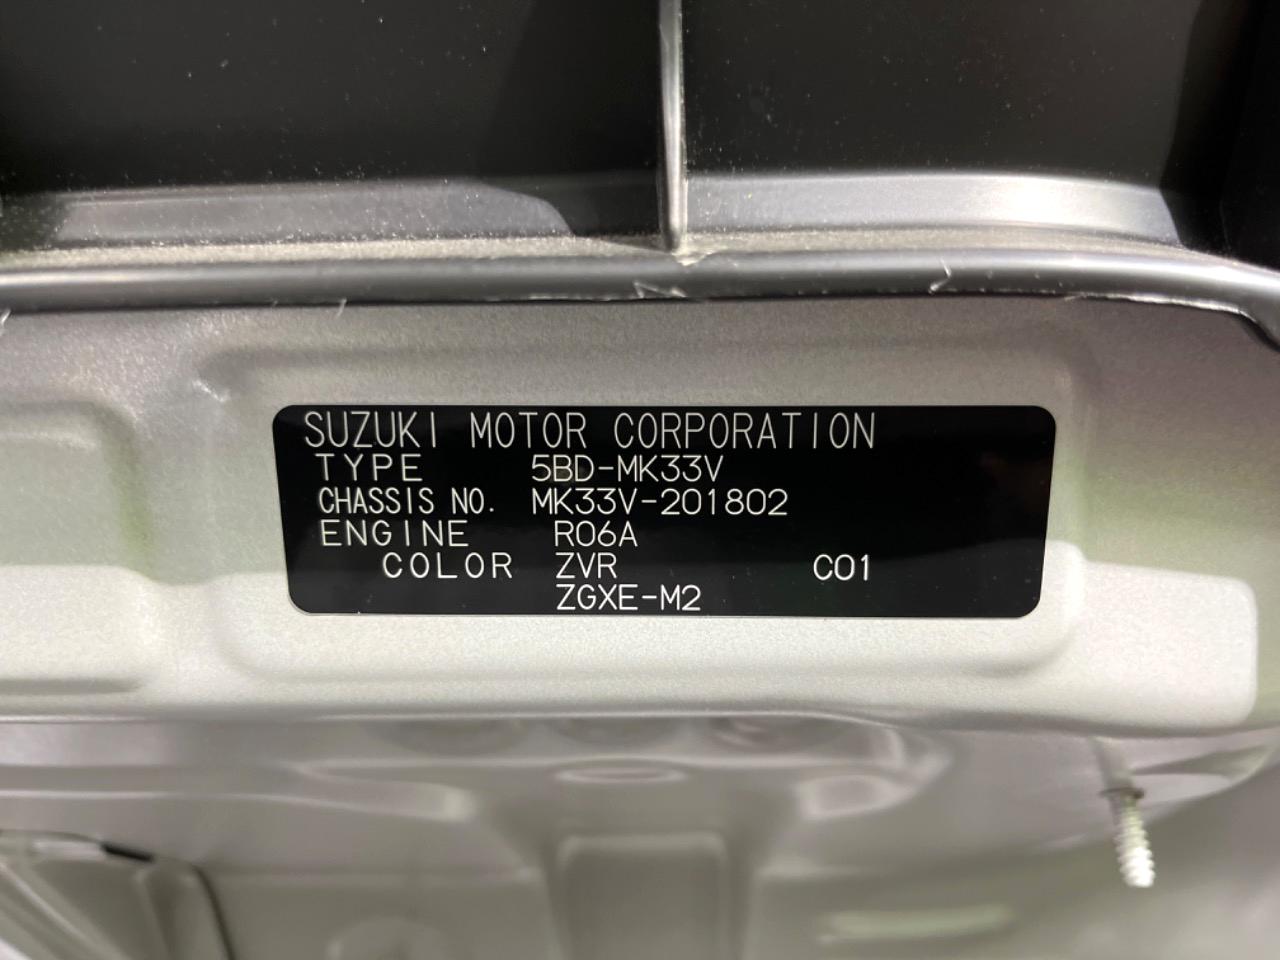 SUZUKI MOTOR CORPORATION
TYPE 5BD-MK33V
CHASSIS NO. MK33V-201802
ENGINE R06A
COLOR ZVR C01
ZGXE-M2